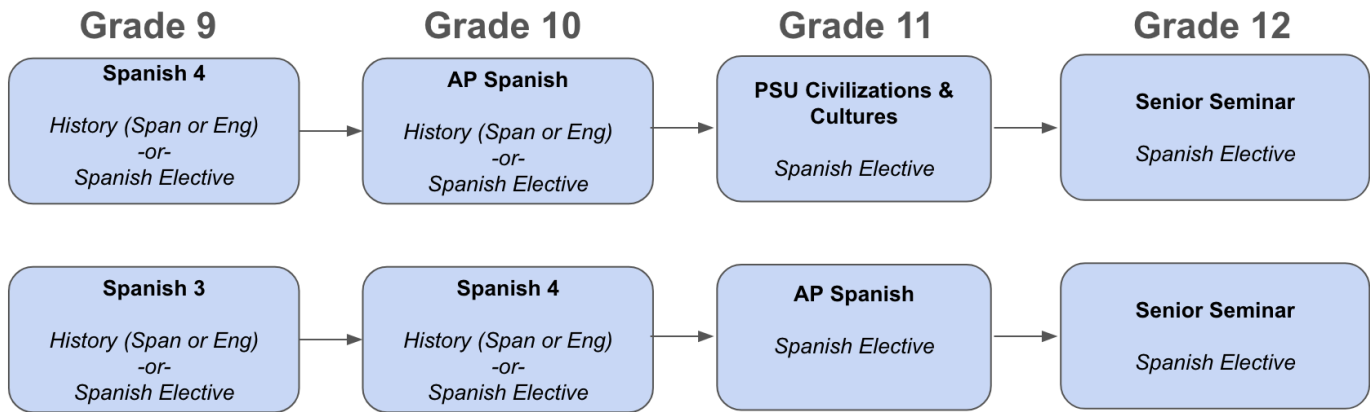 Grade 9
Grade 10
Grade 11
Grade 12
Spanish 4
History (Span or Eng)
-or-
Spanish Elective
AP Spanish
History (Span or Eng)
-or-
Spanish Elective
PSU Civilizations &
Cultures
Spanish Elective
Senior Seminar
Spanish Elective
Spanish 3
History (Span or Eng)
-or-
Spanish Elective
Spanish 4
History (Span or Eng)
-or-
Spanish Elective
AP Spanish
Spanish Elective
Senior Seminar
Spanish Elective